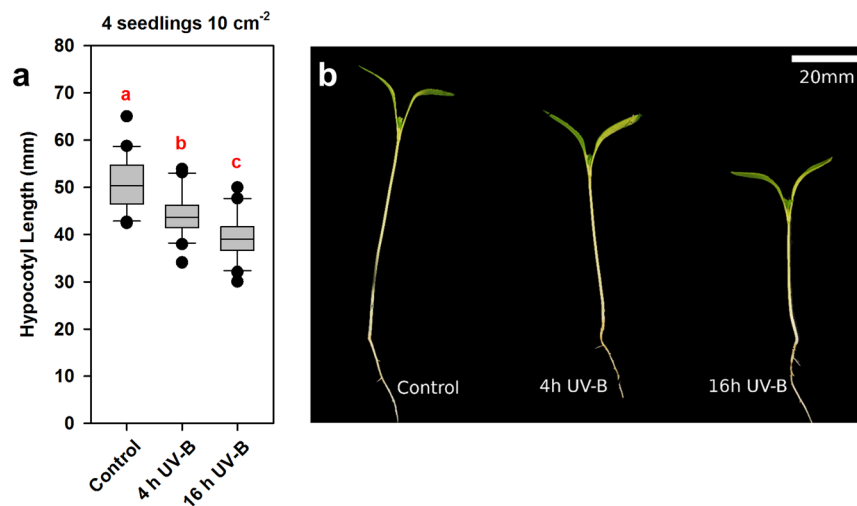 4 seedlings 10 cm⁻²
a
Hypocotyl Length (mm)
80
70
60
50
40
30
20
10
0
a
b
c
Control
4 h UV-B
16 h UV-B
b
20mm
Control
4h UV-B
16h UV-B